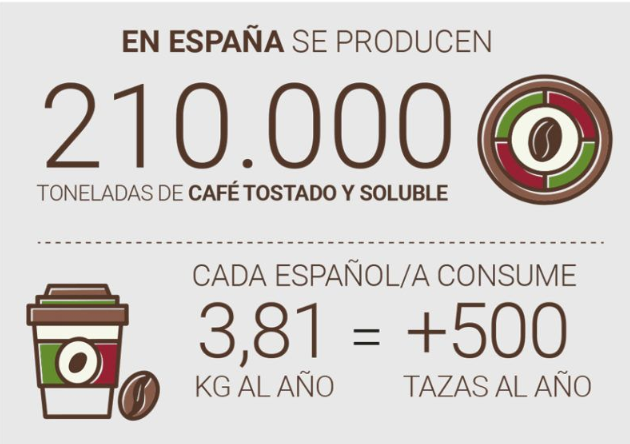 EN ESPAÑA SE PRODUCEN
210.000
TONELADAS DE CAFÉ TOSTADO Y SOLUBLE
CADA ESPAÑOL/A CONSUME
3,81 = +500
KG AL AÑO TAZAS AL AÑO